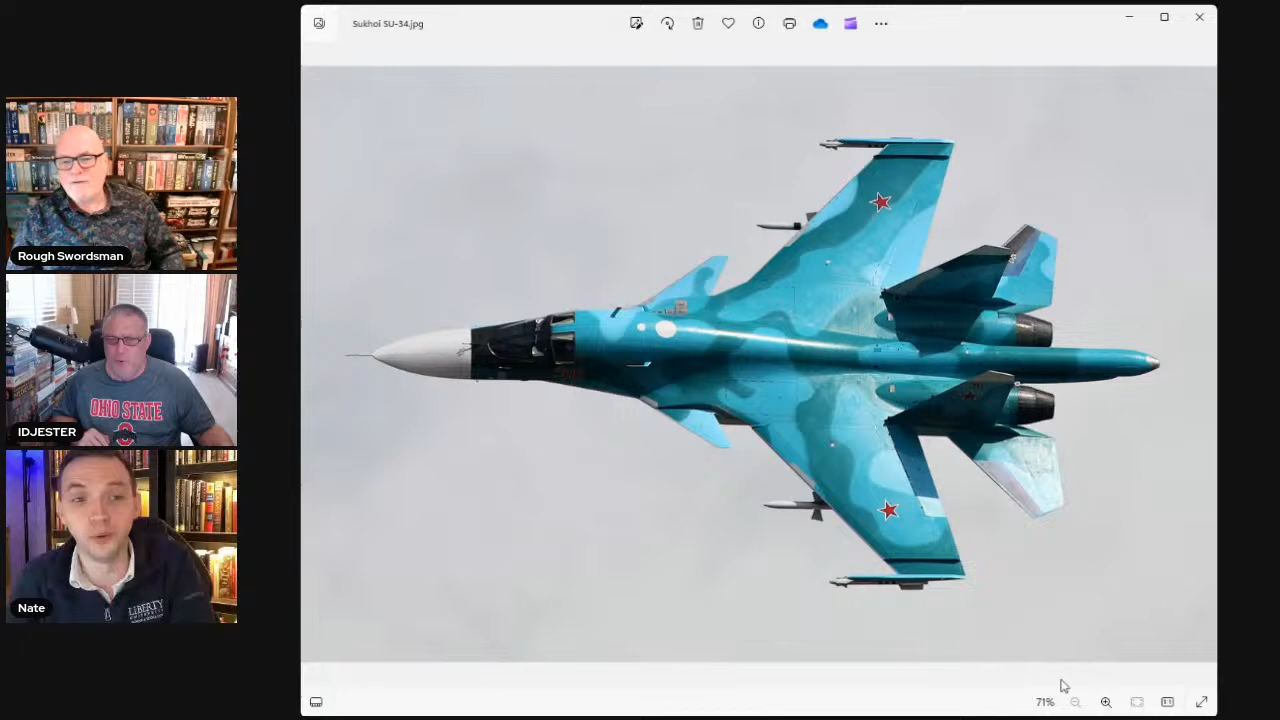 Sukhoi SU-34.jpg
Rough Swordsman
OHIO STATE
IDJESTER
LIBERTY
Nate
71%